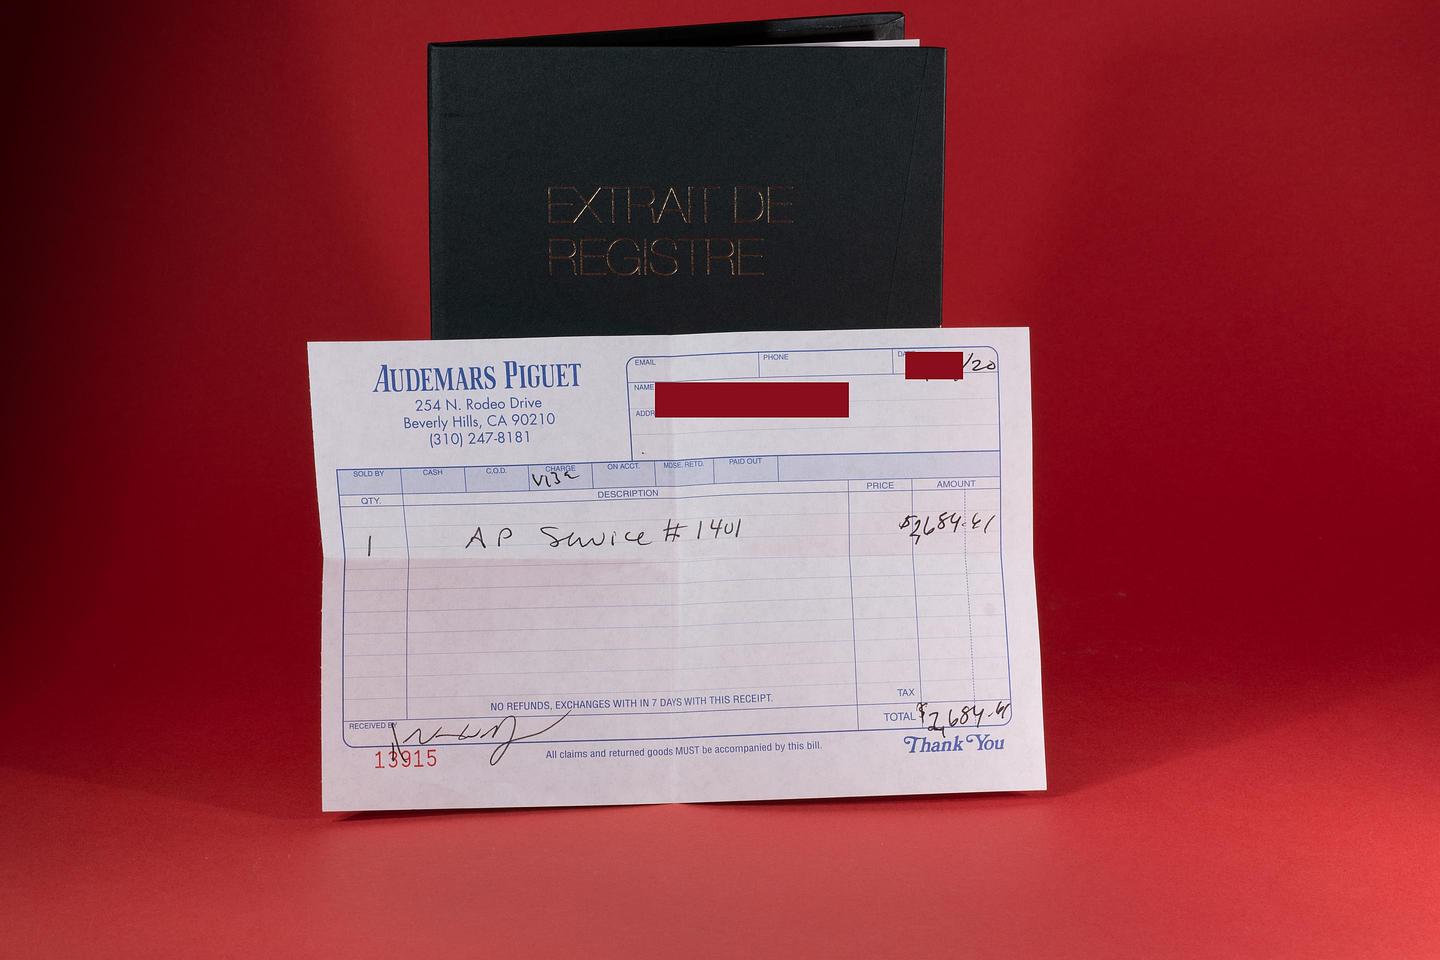 EXTRAIT DE
REGISTRE
AUDEMARS PIGUET
254 N. Rodeo Drive
Beverly Hills, CA 90210
(310) 247-8181
EMAIL
PHONE
/20
NAME
ADDR
SOLD BY
CASH
C.O.D.
CHARGE
ON ACCT.
MDSE. RETD.
PAID OUT
Visa
QTY.
DESCRIPTION
PRICE
AMOUNT
1 AP Service # 1401 $2,684.41
NO REFUNDS, EXCHANGES WITH IN 7 DAYS WITH THIS RECEIPT.
TAX
TOTAL $2,684.41
RECEIVED BY
13915
All claims and returned goods MUST be accompanied by this bill.
Thank You